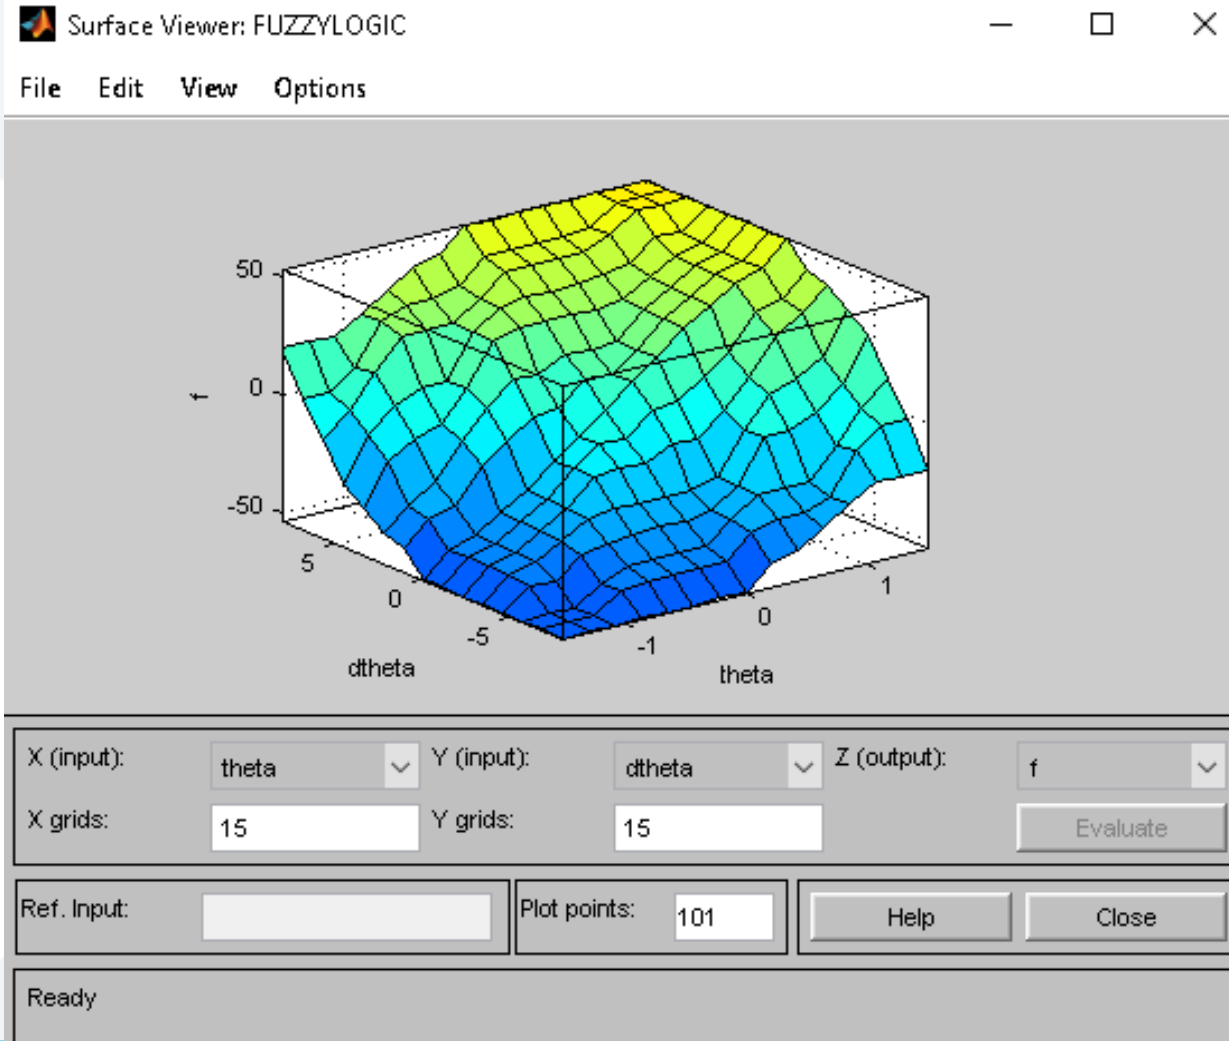 Surface Viewer: FUZZYLOGIC
File Edit View Options
50
0
-50
f
5
0
-5
dtheta
-1
0
1
theta
X (input): theta Y (input): dtheta Z (output): f
X grids: 15 Y grids: 15 Evaluate
Ref. Input: Plot points: 101 Help Close
Ready